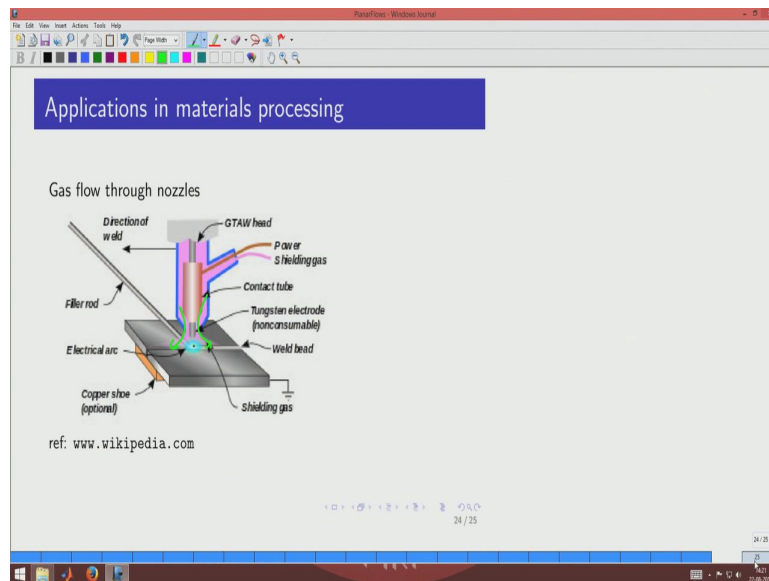 PlanarFlows - Windows Journal
File Edit View Insert Actions Tools Help
Page Width
B I
Applications in materials processing
Gas flow through nozzles
Direction of weld
GTAW head
Power
Shielding gas
Contact tube
Filler rod
Tungsten electrode
(nonconsumable)
Electrical arc
Weld bead
Copper shoe
(optional)
Shielding gas
ref: www.wikipedia.com
24 / 25
24 / 25
25